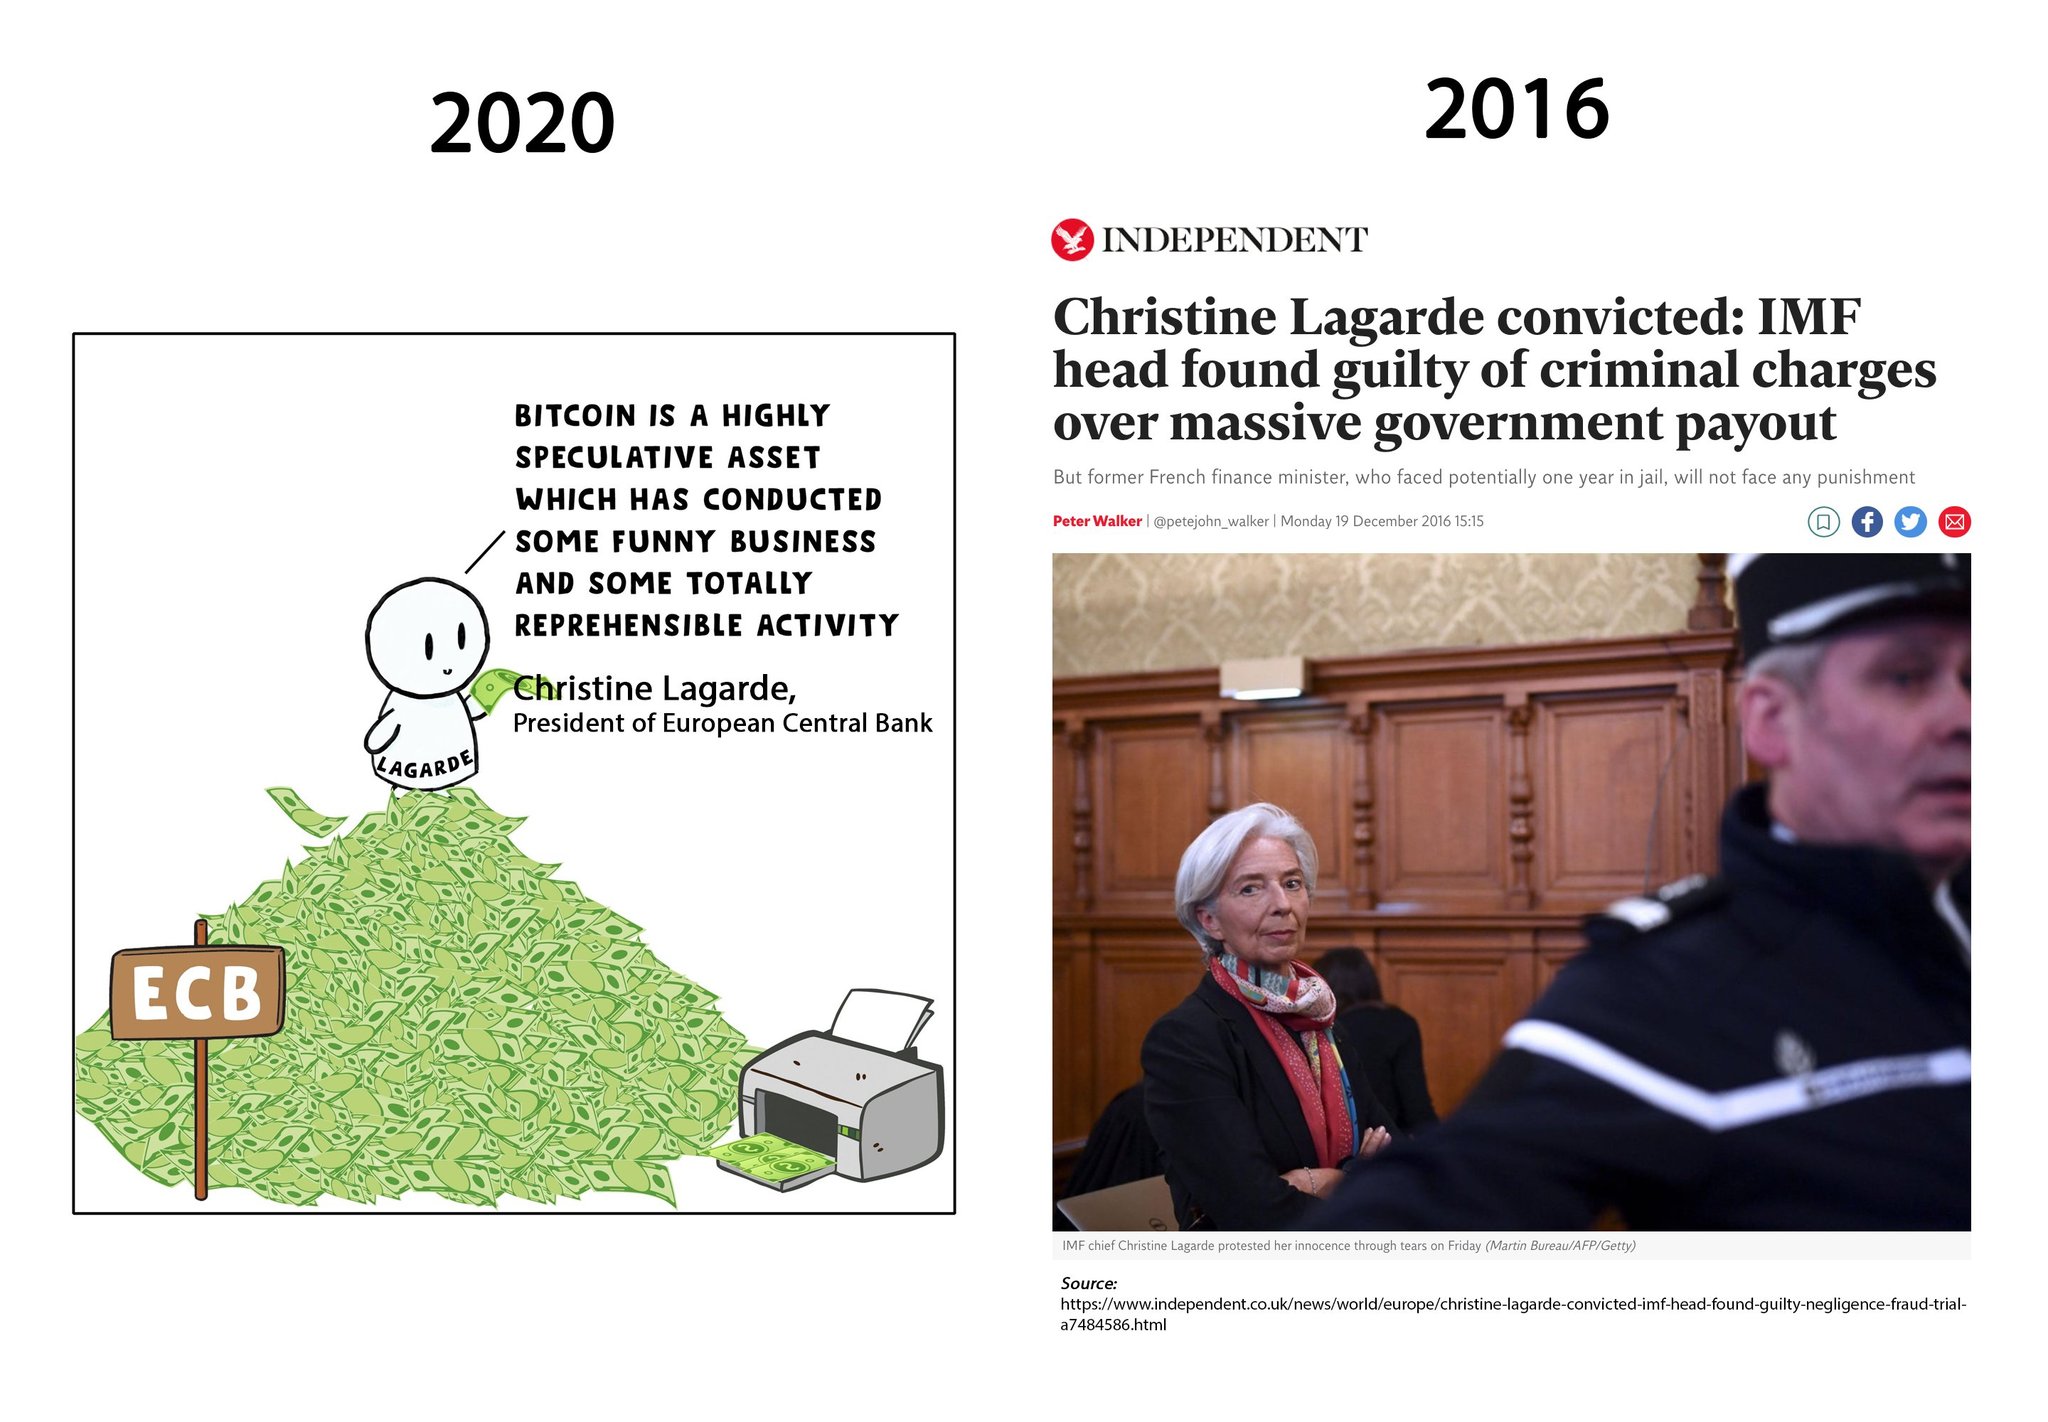 2020
BITCOIN IS A HIGHLY
SPECULATIVE ASSET
WHICH HAS CONDUCTED
SOME FUNNY BUSINESS
AND SOME TOTALLY
REPREHENSIBLE ACTIVITY
Christine Lagarde,
President of European Central Bank
LAGARDE
ECB
2016
INDEPENDENT
Christine Lagarde convicted: IMF
head found guilty of criminal charges
over massive government payout
But former French finance minister, who faced potentially one year in jail, will not face any punishment
Peter Walker | @petejohn_walker | Monday 19 December 2016 15:15
IMF chief Christine Lagarde protested her innocence through tears on Friday (Martin Bureau/AFP/Getty)
Source:
https://www.independent.co.uk/news/world/europe/christine-lagarde-convicted-imf-head-found-guilty-negligence-fraud-trial-
a7484586.html